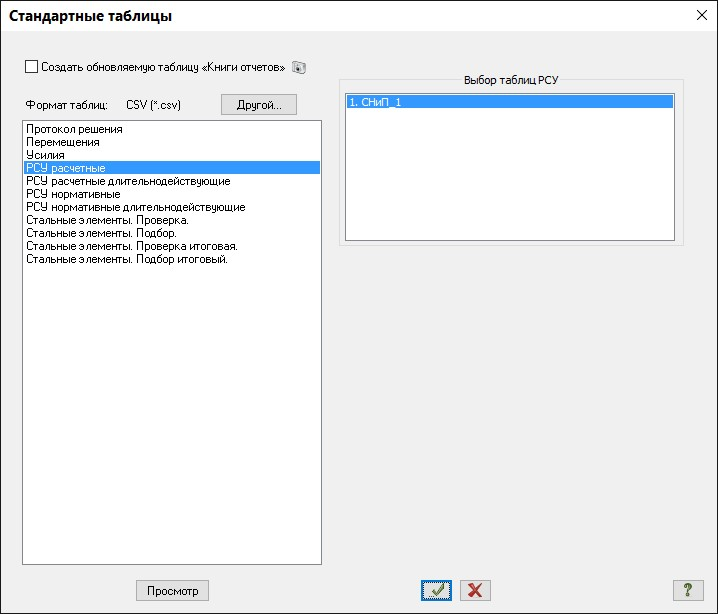 Стандартные таблицы
Создать обновляемую таблицу «Книги отчетов»
Формат таблиц: CSV (*.csv) Другой...
Протокол решения
Перемещения
Усилия
РСУ расчетные
РСУ расчетные длительнодействующие
РСУ нормативные
РСУ нормативные длительнодействующие
Стальные элементы. Проверка.
Стальные элементы. Подбор.
Стальные элементы. Проверка итоговая.
Стальные элементы. Подбор итоговый.
Выбор таблиц РСУ
1. СНиП_1
Просмотр
?